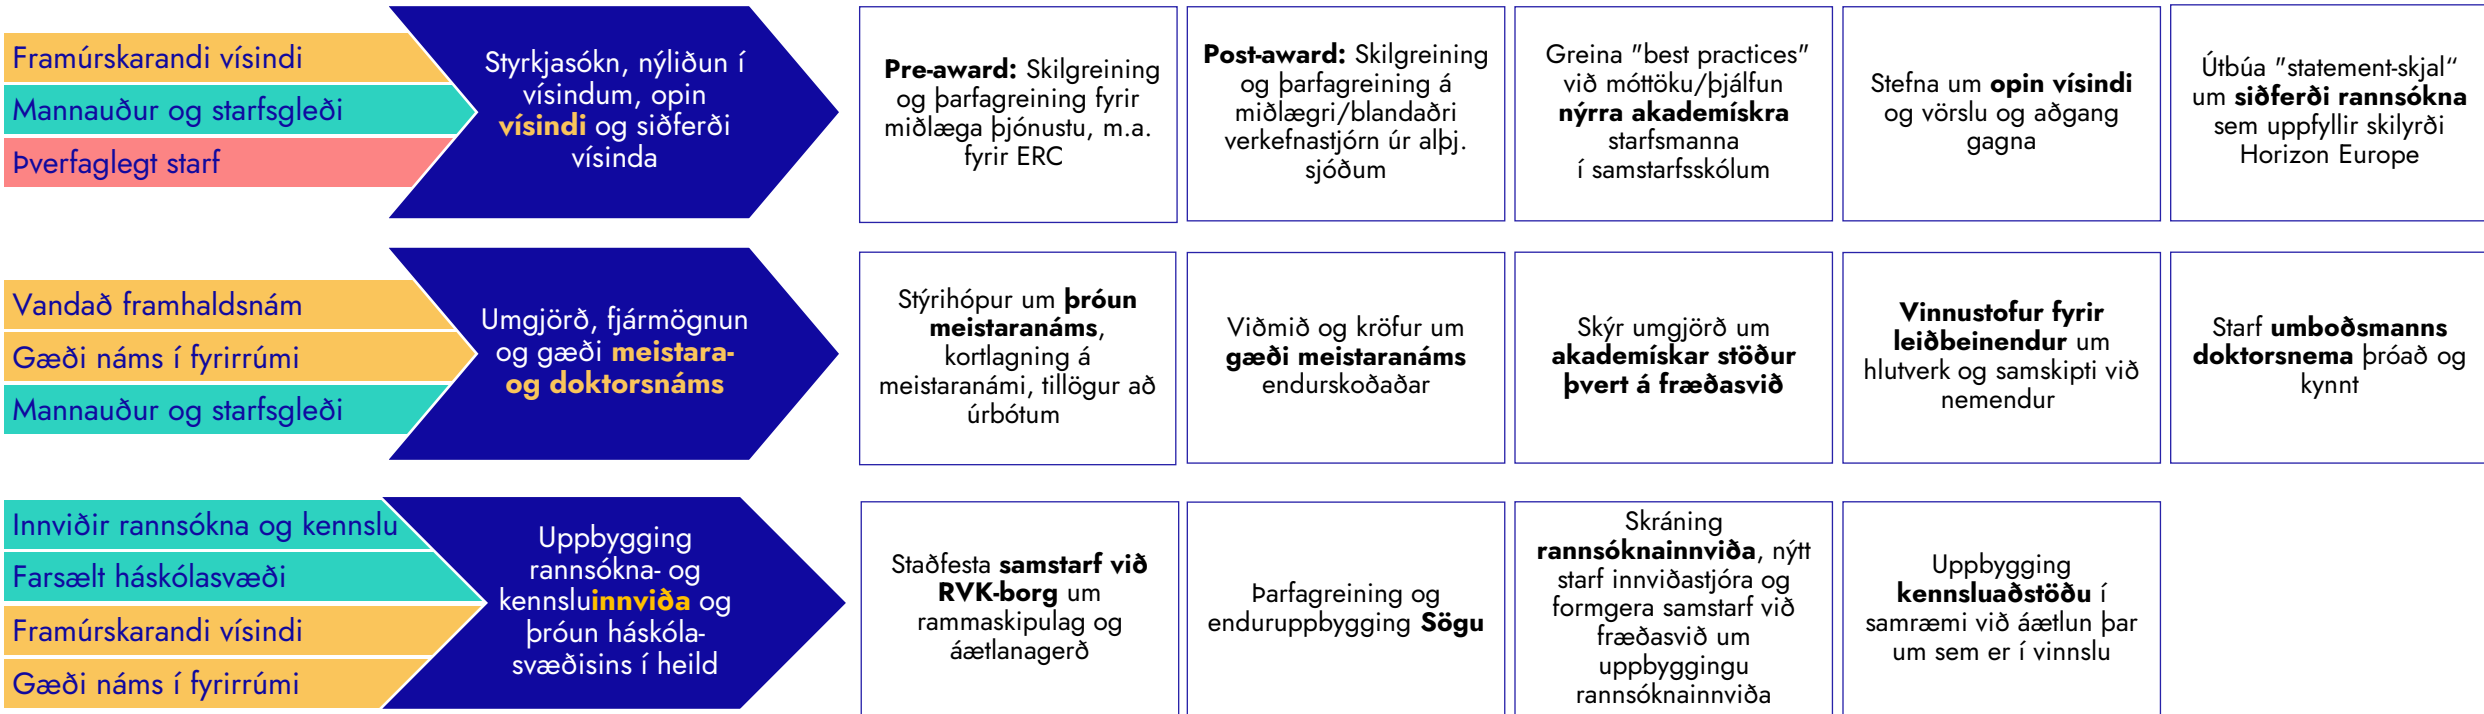 Framúrskarandi vísindi
Mannauður og starfsgleði
Þverfaglegt starf
Styrkjasókn, nýliðun í
vísindum, opin
vísindi og siðferði
vísinda
Pre-award: Skilgreining
og þarfagreining fyrir
miðlæga þjónustu, m.a.
fyrir ERC
Post-award: Skilgreining
og þarfagreining á
miðlægri/blandaðri
verkefnastjórn úr alþj.
sjóðum
Greina "best practices"
við móttöku/þjálfun
nýrra akademískra
starfsmanna
í samstarfsskólum
Stefna um opin vísindi
og vörslu og aðgang
gagna
Útbúa "statement-skjal“
um siðferði rannsókna
sem uppfyllir skilyrði
Horizon Europe
Vandað framhaldsnám
Gæði náms í fyrirrúmi
Mannauður og starfsgleði
Umgjörð, fjármögnun
og gæði meistara-
og doktorsnáms
Stýrihópur um þróun
meistaranáms,
kortlagning á
meistaranámi, tillögur að
úrbótum
Viðmið og kröfur um
gæði meistaranáms
endurskoðaðar
Skýr umgjörð um
akademískar stöður
þvert á fræðasvið
Vinnustofur fyrir
leiðbeinendur um
hlutverk og samskipti við
nemendur
Starf umboðsmanns
doktorsnema þróað og
kynnt
Innviðir rannsókna og kennslu
Farsælt háskólasvæði
Framúrskarandi vísindi
Gæði náms í fyrirrúmi
Uppbygging
rannsókna- og
kennsluinnviða og
þróun háskóla-
svæðisins í heild
Staðfesta samstarf við
RVK-borg um
rammaskipulag og
áætlanagerð
Þarfagreining og
enduruppbygging Sögu
Skráning
rannsóknainnviða, nýtt
starf innviðastjóra og
formgera samstarf við
fræðasvið um
uppbyggingu
rannsóknainnviða
Uppbygging
kennsluaðstöðu í
samræmi við áætlun þar
um sem er í vinnslu